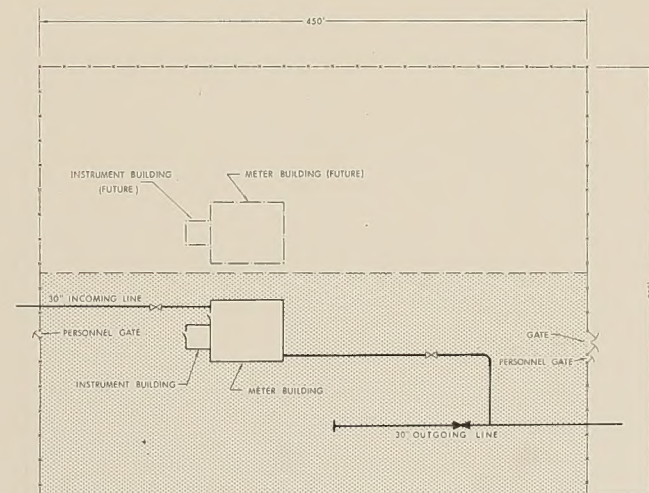 450'
INSTRUMENT BUILDING
(FUTURE)
METER BUILDING (FUTURE)
30" INCOMING LINE
PERSONNEL GATE
GATE
PERSONNEL GATE
INSTRUMENT BUILDING
METER BUILDING
30" OUTGOING LINE